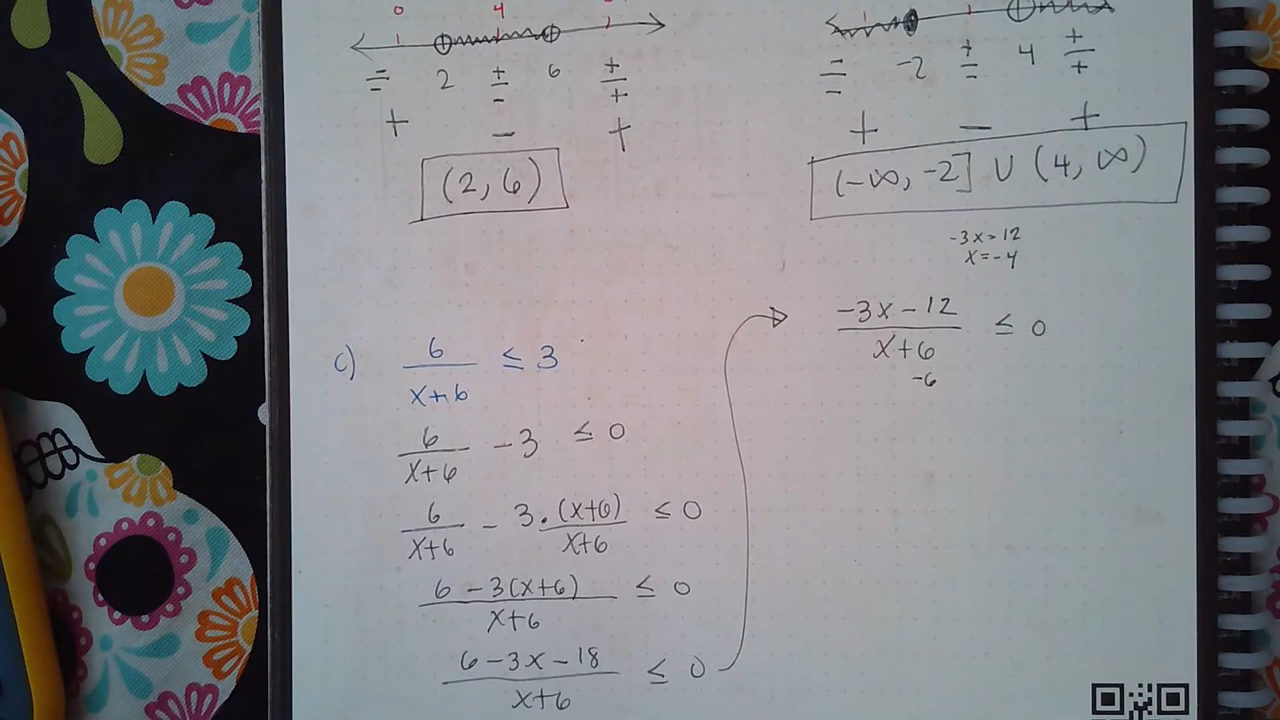 0 4
2 6
= ± ±
+ - +
(2, 6)
-2 4
= ± ±
+ - +
(-∞, -2] ∪ (4, ∞)
c) 6/(x+6) ≤ 3
6/(x+6) - 3 ≤ 0
6/(x+6) - 3 · (x+6)/(x+6) ≤ 0
(6 - 3(x+6))/(x+6) ≤ 0
(6 - 3x - 18)/(x+6) ≤ 0
x = -4
(-3x - 12)/(x+6) ≤ 0
-6